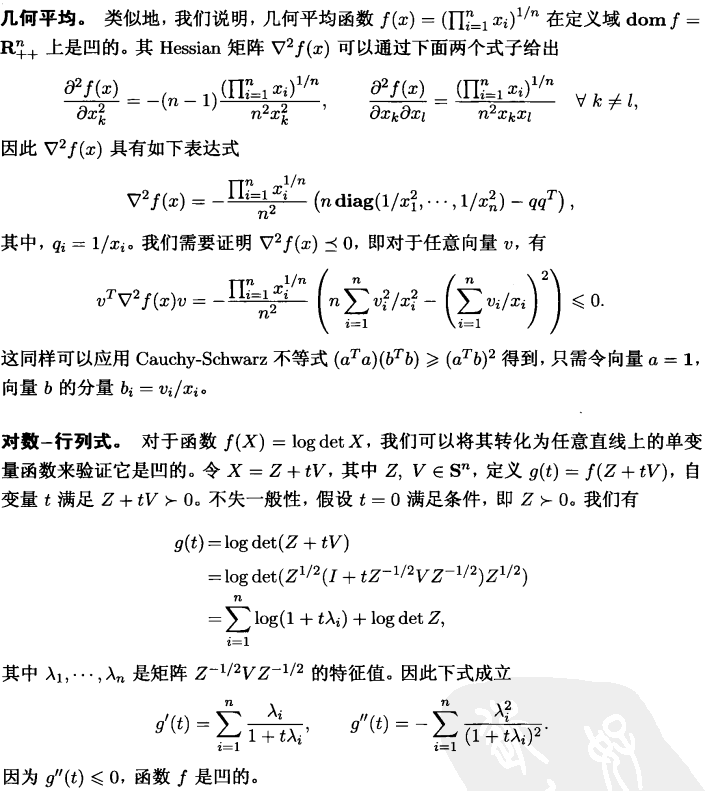 几何平均。 类似地，我们说明，几何平均函数 $f(x) = (\prod_{i=1}^{n} x_i)^{1/n}$ 在定义域 $\mathbf{dom}\, f =$
$\mathbf{R}_{++}^n$ 上是凹的。其 Hessian 矩阵 $\nabla^2 f(x)$ 可以通过下面两个式子给出
$\frac{\partial^2 f(x)}{\partial x_k^2} = -(n-1)\frac{(\prod_{i=1}^{n} x_i)^{1/n}}{n^2 x_k^2}, \qquad \frac{\partial^2 f(x)}{\partial x_k \partial x_l} = \frac{(\prod_{i=1}^{n} x_i)^{1/n}}{n^2 x_k x_l} \quad \forall\ k \neq l,$
因此 $\nabla^2 f(x)$ 具有如下表达式
$\nabla^2 f(x) = -\frac{\prod_{i=1}^{n} x_i^{1/n}}{n^2} \left( n\,\mathbf{diag}(1/x_1^2, \cdots, 1/x_n^2) - qq^T \right),$
其中，$q_i = 1/x_i$。我们需要证明 $\nabla^2 f(x) \preceq 0$，即对于任意向量 $v$，有
$v^T \nabla^2 f(x) v = -\frac{\prod_{i=1}^{n} x_i^{1/n}}{n^2} \left( n \sum_{i=1}^{n} v_i^2/x_i^2 - \left( \sum_{i=1}^{n} v_i/x_i \right)^2 \right) \leqslant 0.$
这同样可以应用 Cauchy-Schwarz 不等式 $(a^T a)(b^T b) \geqslant (a^T b)^2$ 得到，只需令向量 $a = \mathbf{1}$，
向量 $b$ 的分量 $b_i = v_i/x_i$。
对数–行列式。 对于函数 $f(X) = \log\det X$，我们可以将其转化为任意直线上的单变
量函数来验证它是凹的。令 $X = Z + tV$，其中 $Z,\ V \in \mathbf{S}^n$，定义 $g(t) = f(Z + tV)$，自
变量 $t$ 满足 $Z + tV \succ 0$。不失一般性，假设 $t = 0$ 满足条件，即 $Z \succ 0$。我们有
$g(t) = \log\det(Z + tV)$
$= \log\det(Z^{1/2}(I + tZ^{-1/2}VZ^{-1/2})Z^{1/2})$
$= \sum_{i=1}^{n} \log(1 + t\lambda_i) + \log\det Z,$
其中 $\lambda_1, \cdots, \lambda_n$ 是矩阵 $Z^{-1/2}VZ^{-1/2}$ 的特征值。因此下式成立
$g'(t) = \sum_{i=1}^{n} \frac{\lambda_i}{1 + t\lambda_i}, \qquad g''(t) = -\sum_{i=1}^{n} \frac{\lambda_i^2}{(1 + t\lambda_i)^2}.$
因为 $g''(t) \leqslant 0$，函数 $f$ 是凹的。